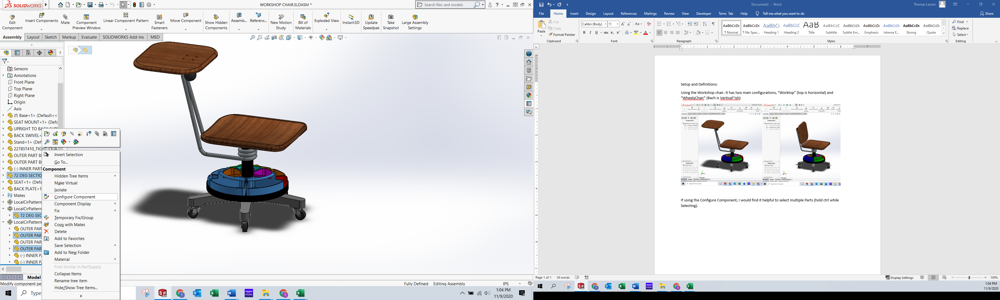 SOLIDWORKS
WORKSHOP CHAIR.SLDASM *
Search files and models
Edit Component
Insert Components
Mate
Component Preview Window
Linear Component Pattern
Smart Fasteners
Move Component
Show Hidden Components
Assemb...
Referenc...
New Motion Study
Bill of Materials
Exploded View
Instant3D
Update Speedpak
Take Snapshot
Large Assembly Settings
Assembly Layout Sketch Markup Evaluate SOLIDWORKS Add-Ins MBD
Sensors
Annotations
Front Plane
Top Plane
Right Plane
Origin
Axis
(f) Base<1> (Default<<
SEAT MOUNT<1> (Defa
UPRIGHT TO BACK SUPP
BACK SWIVEL<
Stand<1> (Def
22785T410_TIGHT-QUA
OUTER PART B
OUTER PART B
(-) INNER PART
72 DEG SECTIO
SEAT<1> (Defa
BACK PLATE<1
Mates
LocalCirPattern
LocalCirPattern
72 DEG SEC
LocalCirPattern
OUTER PAR
OUTER PAR
OUTER PAR
OUTER PAR
(-) INNER P
(-) INNER P
Invert Selection
Go To...
Component
Hidden Tree Items
Make Virtual
Isolate
Configure Component
Component Display
Fix
Temporary Fix/Group
Copy with Mates
Delete
Add to Favorites
Save Selection
Add to New Folder
Material
Find Similar in PartSupply
Collapse Items
Rename tree item
Hide/Show Tree Items...
Model
Modify component pe
Fully Defined Editing Assembly IPS
Type
1:04 PM
11/9/2020
Document2 - Word
Thomas Larson
File Home Insert Design Layout References Mailings Review View Developer Toms Tab Help Tell me what you want to do Share
Paste
Cut
Copy
Format Painter
Clipboard
Calibri (Body) 11
Font
Paragraph
AaBbCcDc AaBbCcDc AaBbCc AaBbCcE AaB AaBbCcD AaBbCcDc AaBbCcDc AaBbCcDc AaBbCcDc AaBbCcDc
¶ Normal ¶ No Spac... Heading 1 Heading 2 Title Subtitle Subtle Em... Emphasis Intense E... Strong Quote
Styles
Find
Replace
Select
Editing
Setup and Definitions:
Using the Workshop chair. It has two main configurations, “Worktop” (top is horizontal) and
“WheelyChair” (Bach is Vertical~ish)
If using the Configure Component, I would find it helpful to select multiple Parts (hold ctrl while
Selecting).
Page 1 of 1 39 words
Display Settings
100%
1:04 PM
11/9/2020